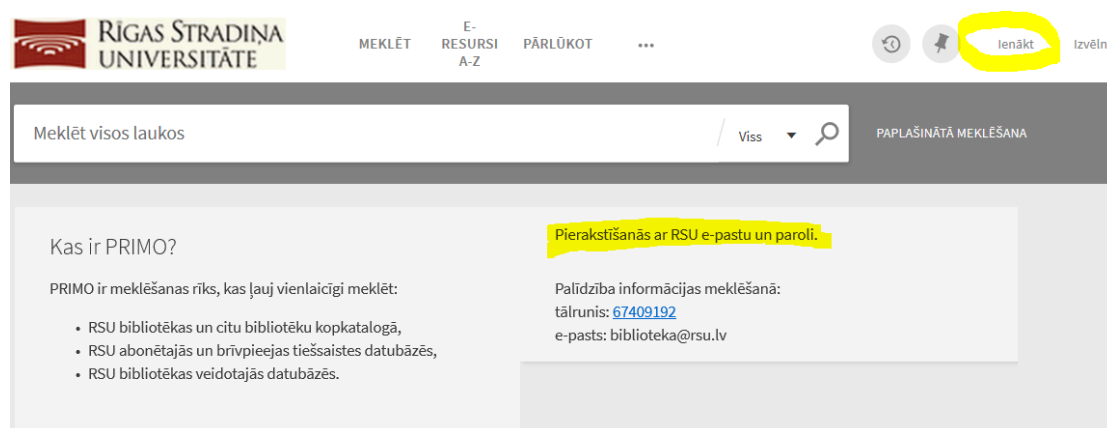 RĪGAS STRADIŅA
UNIVERSITĀTE
MEKLĒT
E-
RESURSI
A-Z
PĀRLŪKOT
...
Ienākt
Izvēln
Meklēt visos laukos
Viss
PAPLAŠINĀTĀ MEKLĒŠANA
Kas ir PRIMO?
PRIMO ir meklēšanas rīks, kas ļauj vienlaicīgi meklēt:
• RSU bibliotēkas un citu bibliotēku kopkatalogā,
• RSU abonētajās un brīvpieejas tiešsaistes datubāzēs,
• RSU bibliotēkas veidotajās datubāzēs.
Pierakstīšanās ar RSU e-pastu un paroli.
Palīdzība informācijas meklēšanā:
tālrunis: 67409192
e-pasts: biblioteka@rsu.lv